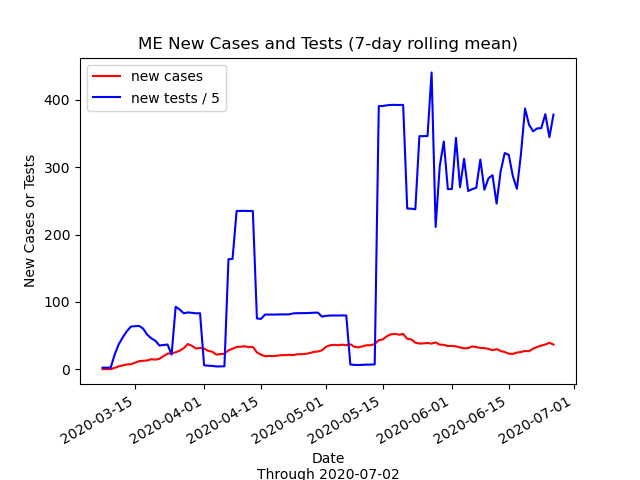 ME New Cases and Tests (7-day rolling mean)
new cases
new tests / 5
New Cases or Tests
400
300
200
100
0
2020-03-15
2020-04-01
2020-04-15
2020-05-01
2020-05-15
2020-06-01
2020-06-15
2020-07-01
Date
Through 2020-07-02